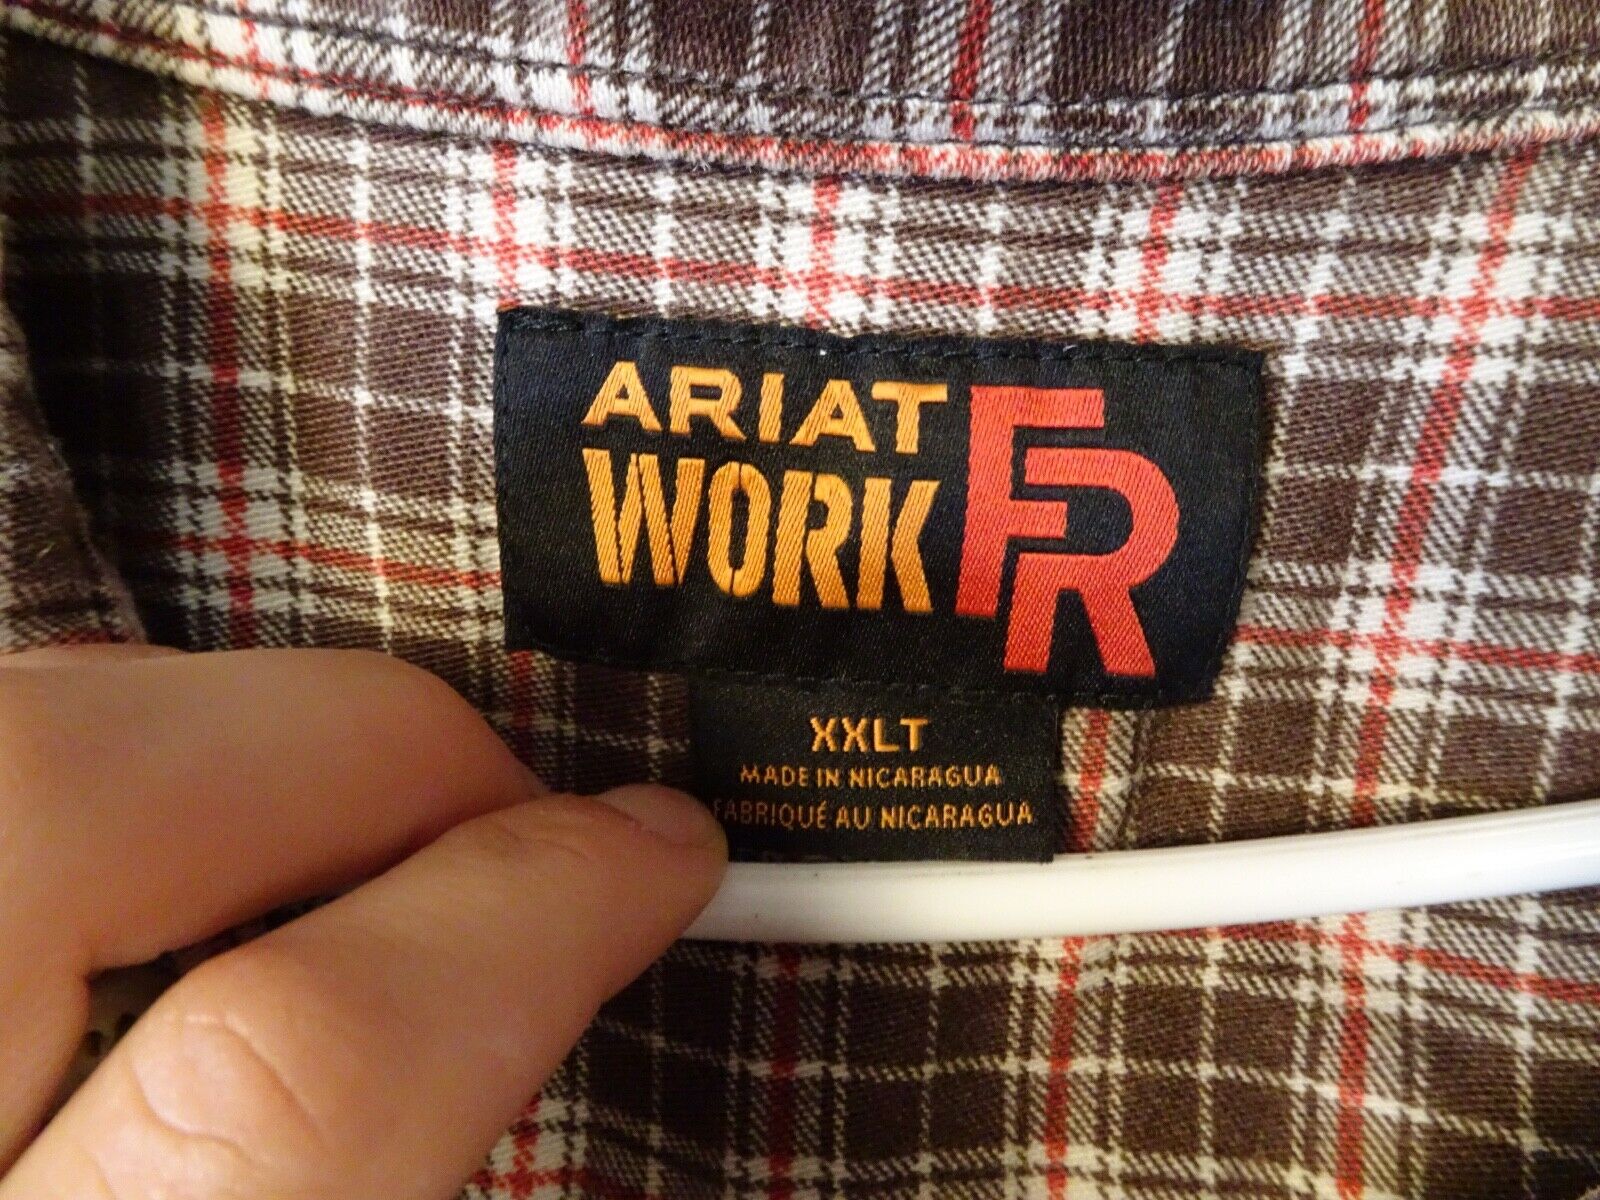 ARIAT
WORK
FR
XXLT
MADE IN NICARAGUA
FABRIQUÉ AU NICARAGUA